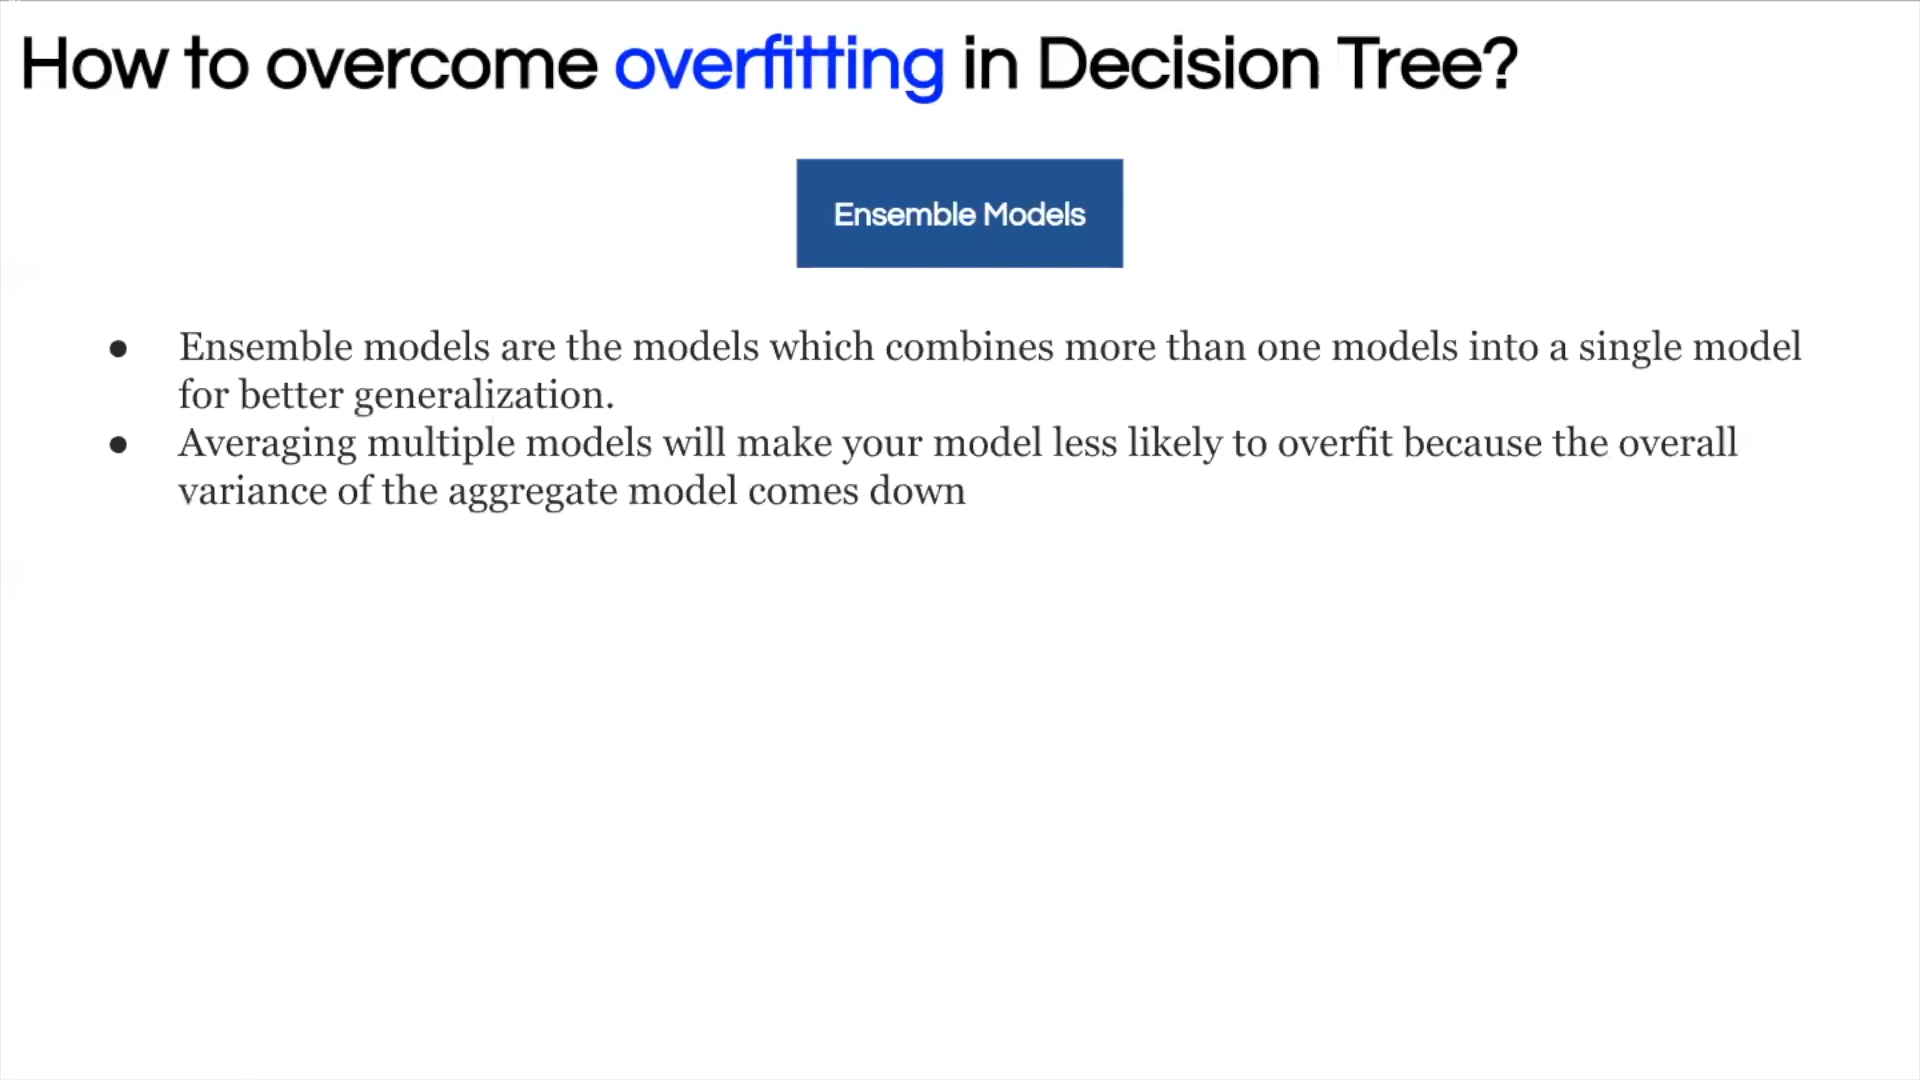 How to overcome overfitting in Decision Tree?
Ensemble Models
● Ensemble models are the models which combines more than one models into a single model
for better generalization.
● Averaging multiple models will make your model less likely to overfit because the overall
variance of the aggregate model comes down